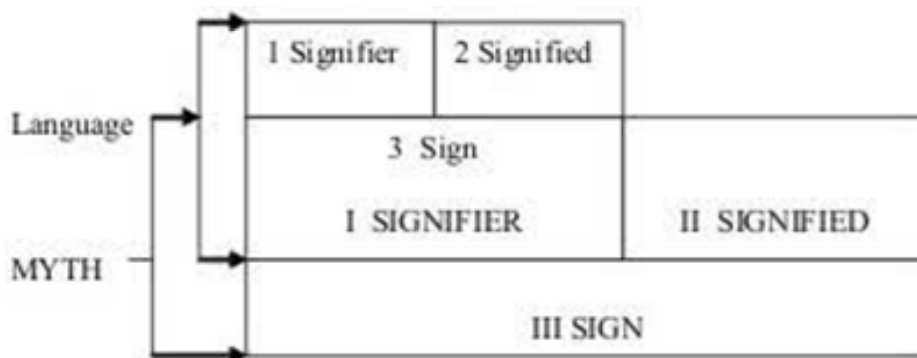 1 Signifier 2 Signified
Language
3 Sign
I SIGNIFIER II SIGNIFIED
MYTH
III SIGN